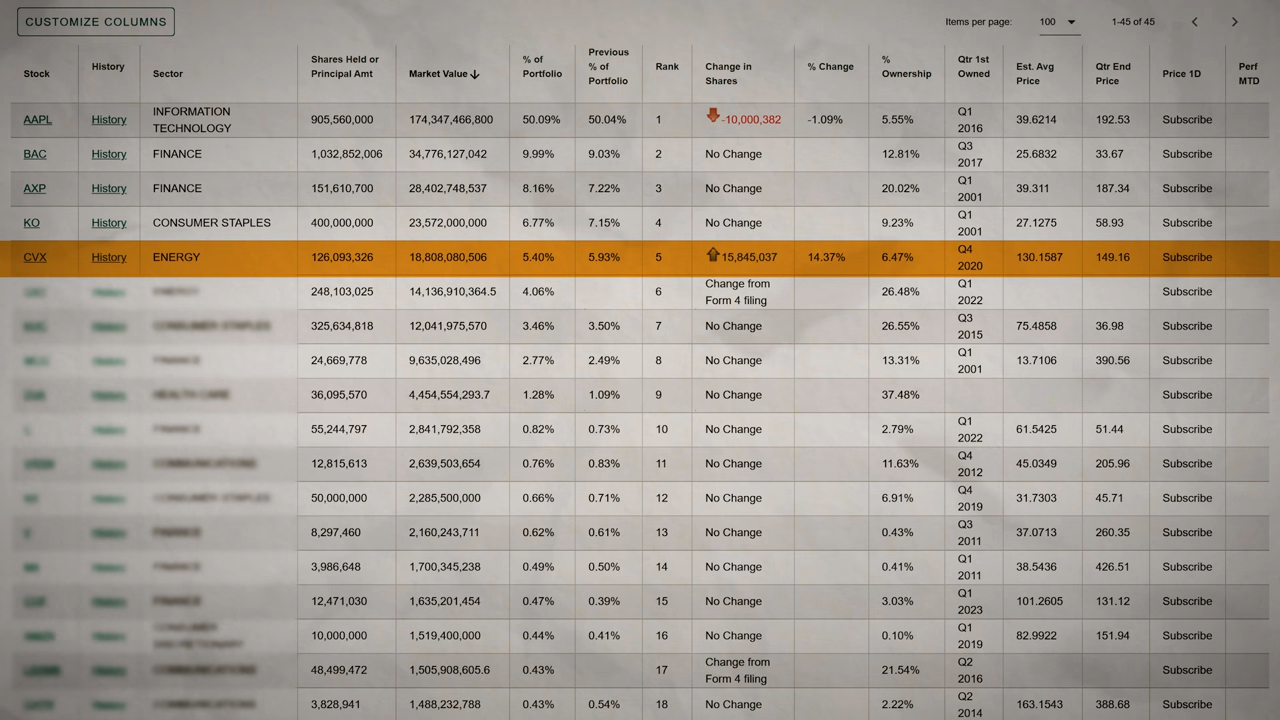 CUSTOMIZE COLUMNS
Items per page: 100 1-45 of 45
Stock History Sector Shares Held or Principal Amt Market Value % of Portfolio Previous % of Portfolio Rank Change in Shares % Change % Ownership Qtr 1st Owned Est. Avg Price Qtr End Price Price 1D Perf MTD
AAPL History INFORMATION TECHNOLOGY 905,560,000 174,347,466,800 50.09% 50.04% 1 -10,000,382 -1.09% 5.55% Q1 2016 39.6214 192.53 Subscribe
BAC History FINANCE 1,032,852,006 34,776,127,042 9.99% 9.03% 2 No Change 12.81% Q3 2017 25.6832 33.67 Subscribe
AXP History FINANCE 151,610,700 28,402,748,537 8.16% 7.22% 3 No Change 20.02% Q1 2001 39.311 187.34 Subscribe
KO History CONSUMER STAPLES 400,000,000 23,572,000,000 6.77% 7.15% 4 No Change 9.23% Q1 2001 27.1275 58.93 Subscribe
CVX History ENERGY 126,093,326 18,808,080,506 5.40% 5.93% 5 15,845,037 14.37% 6.47% Q4 2020 130.1587 149.16 Subscribe
248,103,025 14,136,910,364.5 4.06% 6 Change from Form 4 filing 26.48% Q1 2022 Subscribe
325,634,818 12,041,975,570 3.46% 3.50% 7 No Change 26.55% Q3 2015 75.4858 36.98 Subscribe
24,669,778 9,635,028,496 2.77% 2.49% 8 No Change 13.31% Q1 2001 13.7106 390.56 Subscribe
36,095,570 4,454,554,293.7 1.28% 1.09% 9 No Change 37.48% Subscribe
55,244,797 2,841,792,358 0.82% 0.73% 10 No Change 2.79% Q1 2022 61.5425 51.44 Subscribe
12,815,613 2,639,503,654 0.76% 0.83% 11 No Change 11.63% Q4 2012 45.0349 205.96 Subscribe
50,000,000 2,285,500,000 0.66% 0.71% 12 No Change 6.91% Q4 2019 31.7303 45.71 Subscribe
8,297,460 2,160,243,711 0.62% 0.61% 13 No Change 0.43% Q3 2011 37.0713 260.35 Subscribe
3,986,648 1,700,345,238 0.49% 0.50% 14 No Change 0.41% Q1 2011 38.5436 426.51 Subscribe
12,471,030 1,635,201,454 0.47% 0.39% 15 No Change 3.03% Q1 2023 101.2605 131.12 Subscribe
10,000,000 1,519,400,000 0.44% 0.41% 16 No Change 0.10% Q1 2019 82.9922 151.94 Subscribe
48,499,472 1,505,908,605.6 0.43% 17 Change from Form 4 filing 21.54% Q2 2016 Subscribe
3,828,941 1,488,232,788 0.43% 0.54% 18 No Change 2.22% Q2 2014 163.1543 388.68 Subscribe